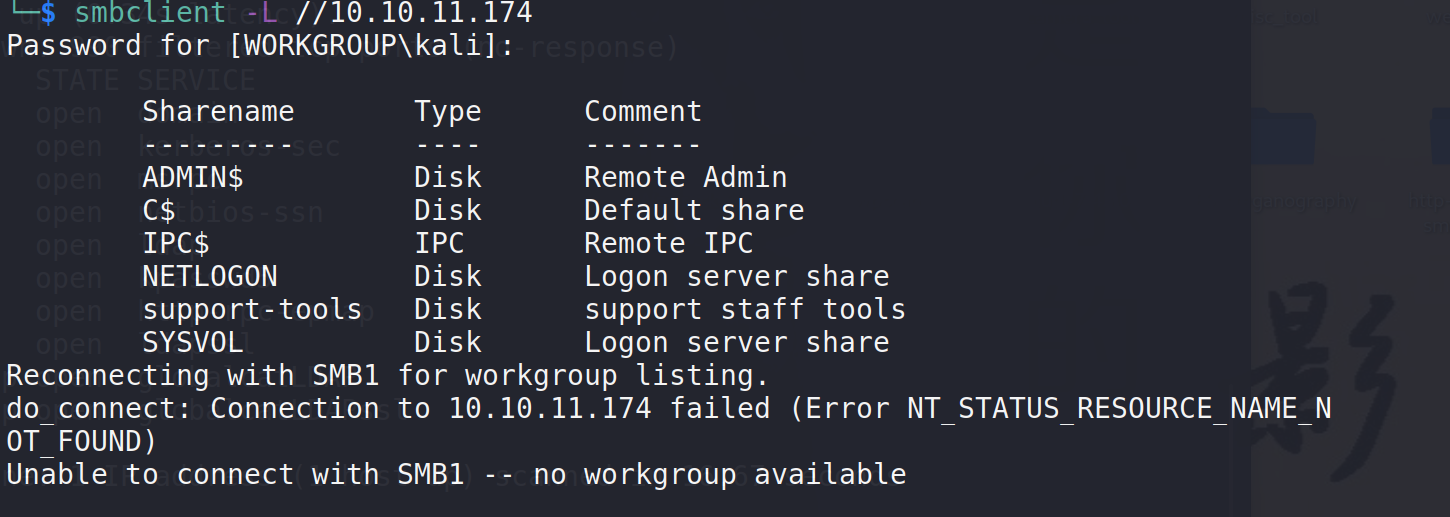 └─$ smbclient -L //10.10.11.174
Password for [WORKGROUP\kali]:
Sharename Type Comment
--------- ---- -------
ADMIN$ Disk Remote Admin
C$ Disk Default share
IPC$ IPC Remote IPC
NETLOGON Disk Logon server share
support-tools Disk support staff tools
SYSVOL Disk Logon server share
Reconnecting with SMB1 for workgroup listing.
do_connect: Connection to 10.10.11.174 failed (Error NT_STATUS_RESOURCE_NAME_N
OT_FOUND)
Unable to connect with SMB1 -- no workgroup available
影